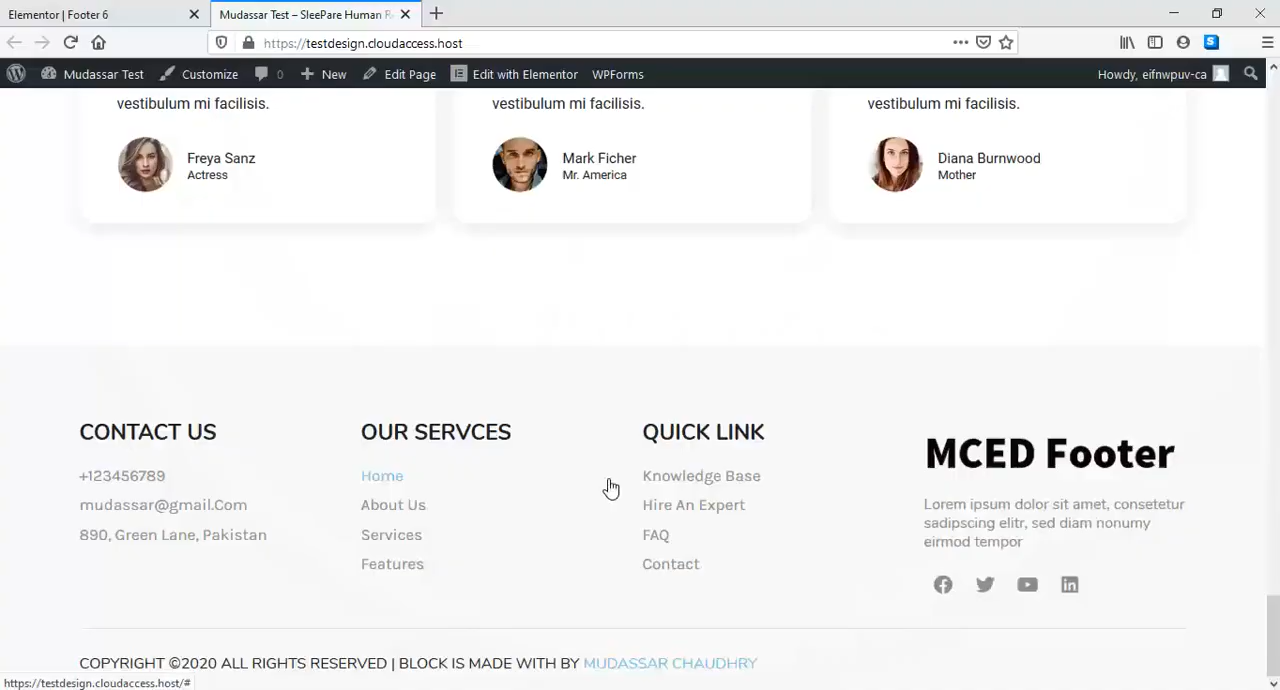 Elementor | Footer 6
Mudassar Test – SleePare Human R
https://testdesign.cloudaccess.host
Mudassar Test
Customize
0
New
Edit Page
Edit with Elementor
WPForms
Howdy, eifnwpuv-ca
vestibulum mi facilisis.
vestibulum mi facilisis.
vestibulum mi facilisis.
Freya Sanz
Actress
Mark Ficher
Mr. America
Diana Burnwood
Mother
CONTACT US
+123456789
mudassar@gmail.Com
890, Green Lane, Pakistan
OUR SERVCES
Home
About Us
Services
Features
QUICK LINK
Knowledge Base
Hire An Expert
FAQ
Contact
MCED Footer
Lorem ipsum dolor sit amet, consetetur
sadipscing elitr, sed diam nonumy
eirmod tempor
COPYRIGHT ©2020 ALL RIGHTS RESERVED | BLOCK IS MADE WITH BY MUDASSAR CHAUDHRY
https://testdesign.cloudaccess.host/#